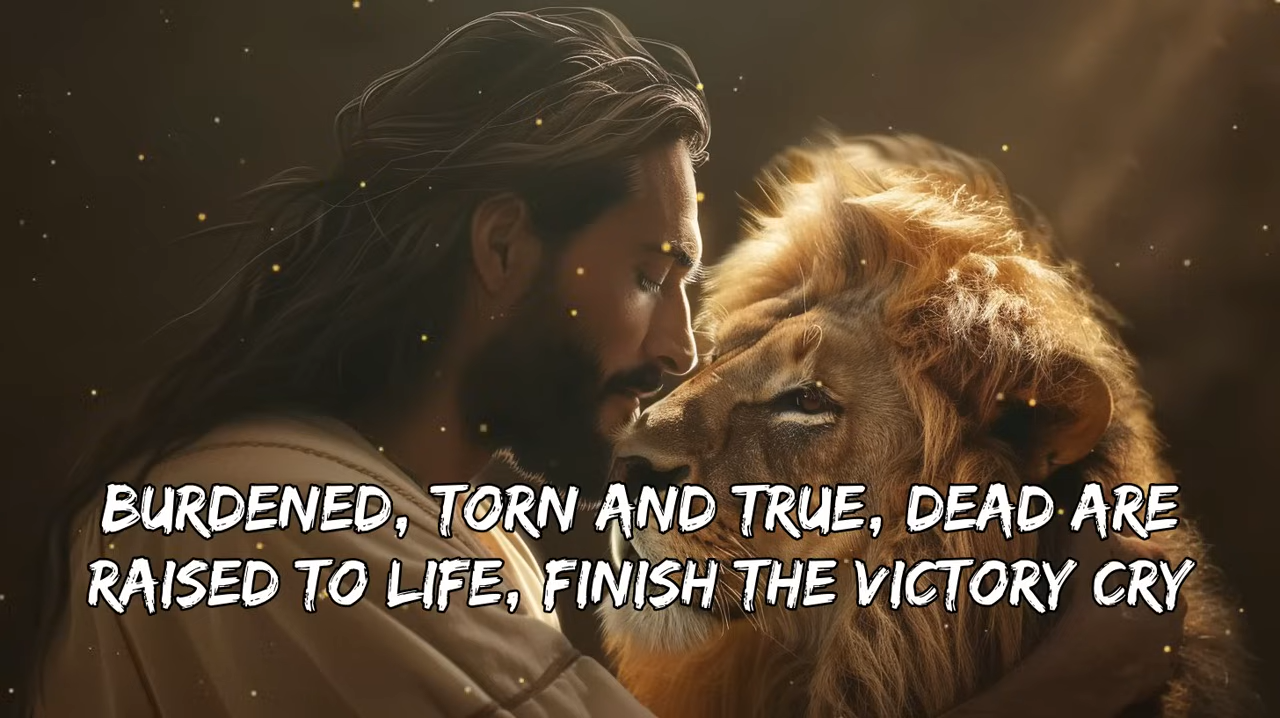 BURDENED, TORN AND TRUE, DEAD ARE
RAISED TO LIFE, FINISH THE VICTORY CRY